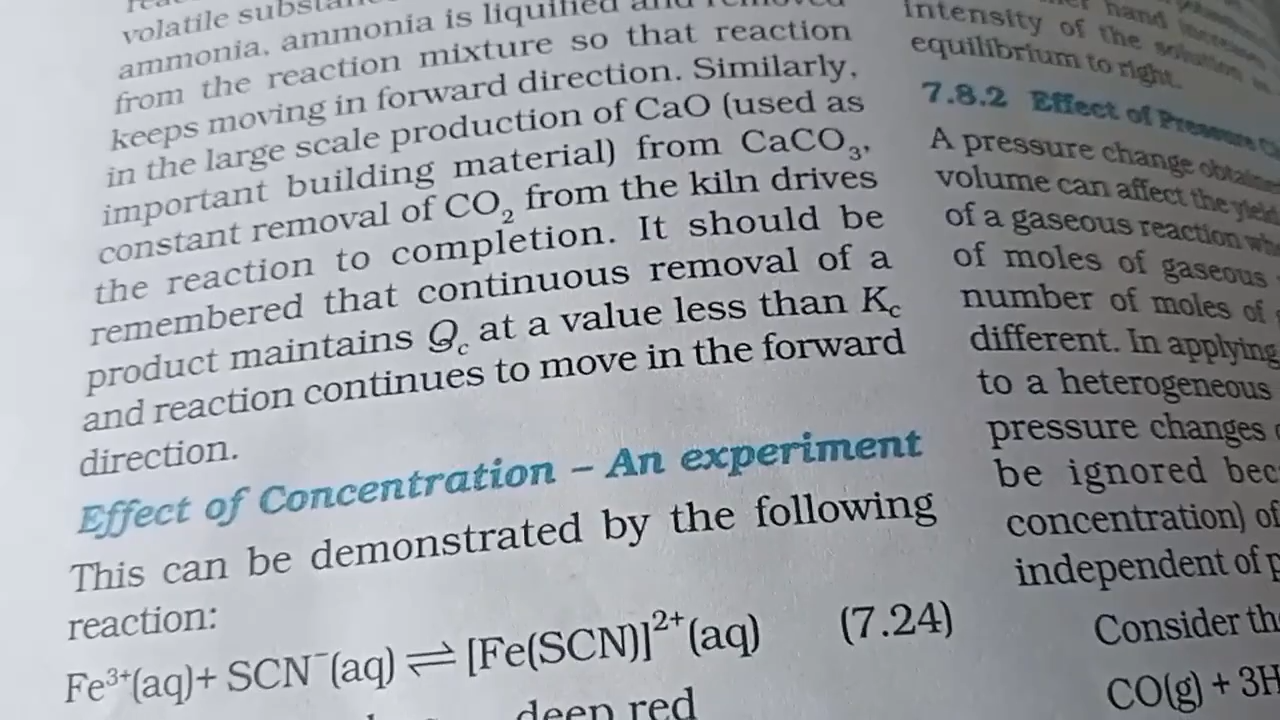 volatile
ammonia, ammonia is liquified and removed
from the reaction mixture so that reaction
keeps moving in forward direction. Similarly,
in the large scale production of CaO (used as
important building material) from CaCO₃,
constant removal of CO₂ from the kiln drives
the reaction to completion. It should be
remembered that continuous removal of a
product maintains Q꜀ at a value less than K꜀
and reaction continues to move in the forward
direction.
Effect of Concentration – An experiment
This can be demonstrated by the following
reaction:
Fe³⁺(aq)+ SCN⁻(aq) ⇌ [Fe(SCN)]²⁺(aq) (7.24)
deep red
hand
intensity of the solution
equilibrium to right.
7.8.2 Effect of Pressure
A pressure change
volume can affect the
of a gaseous reaction
of moles of gaseous
number of moles of
different. In applying
to a heterogeneous
pressure changes
be ignored
concentration) of
independent of
Consider
CO(g) + 3H